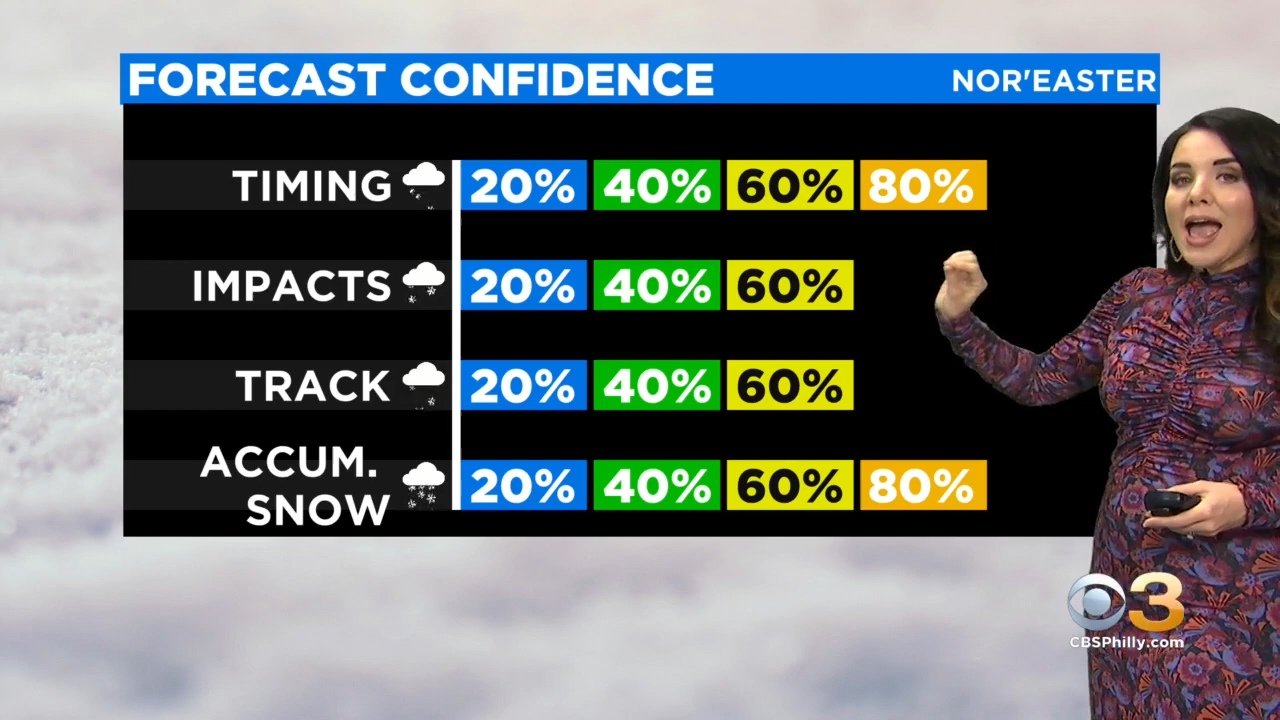 FORECAST CONFIDENCE NOR'EASTER
TIMING 20% 40% 60% 80%
IMPACTS 20% 40% 60%
TRACK 20% 40% 60%
ACCUM.
SNOW 20% 40% 60% 80%
3
CBSPhilly.com